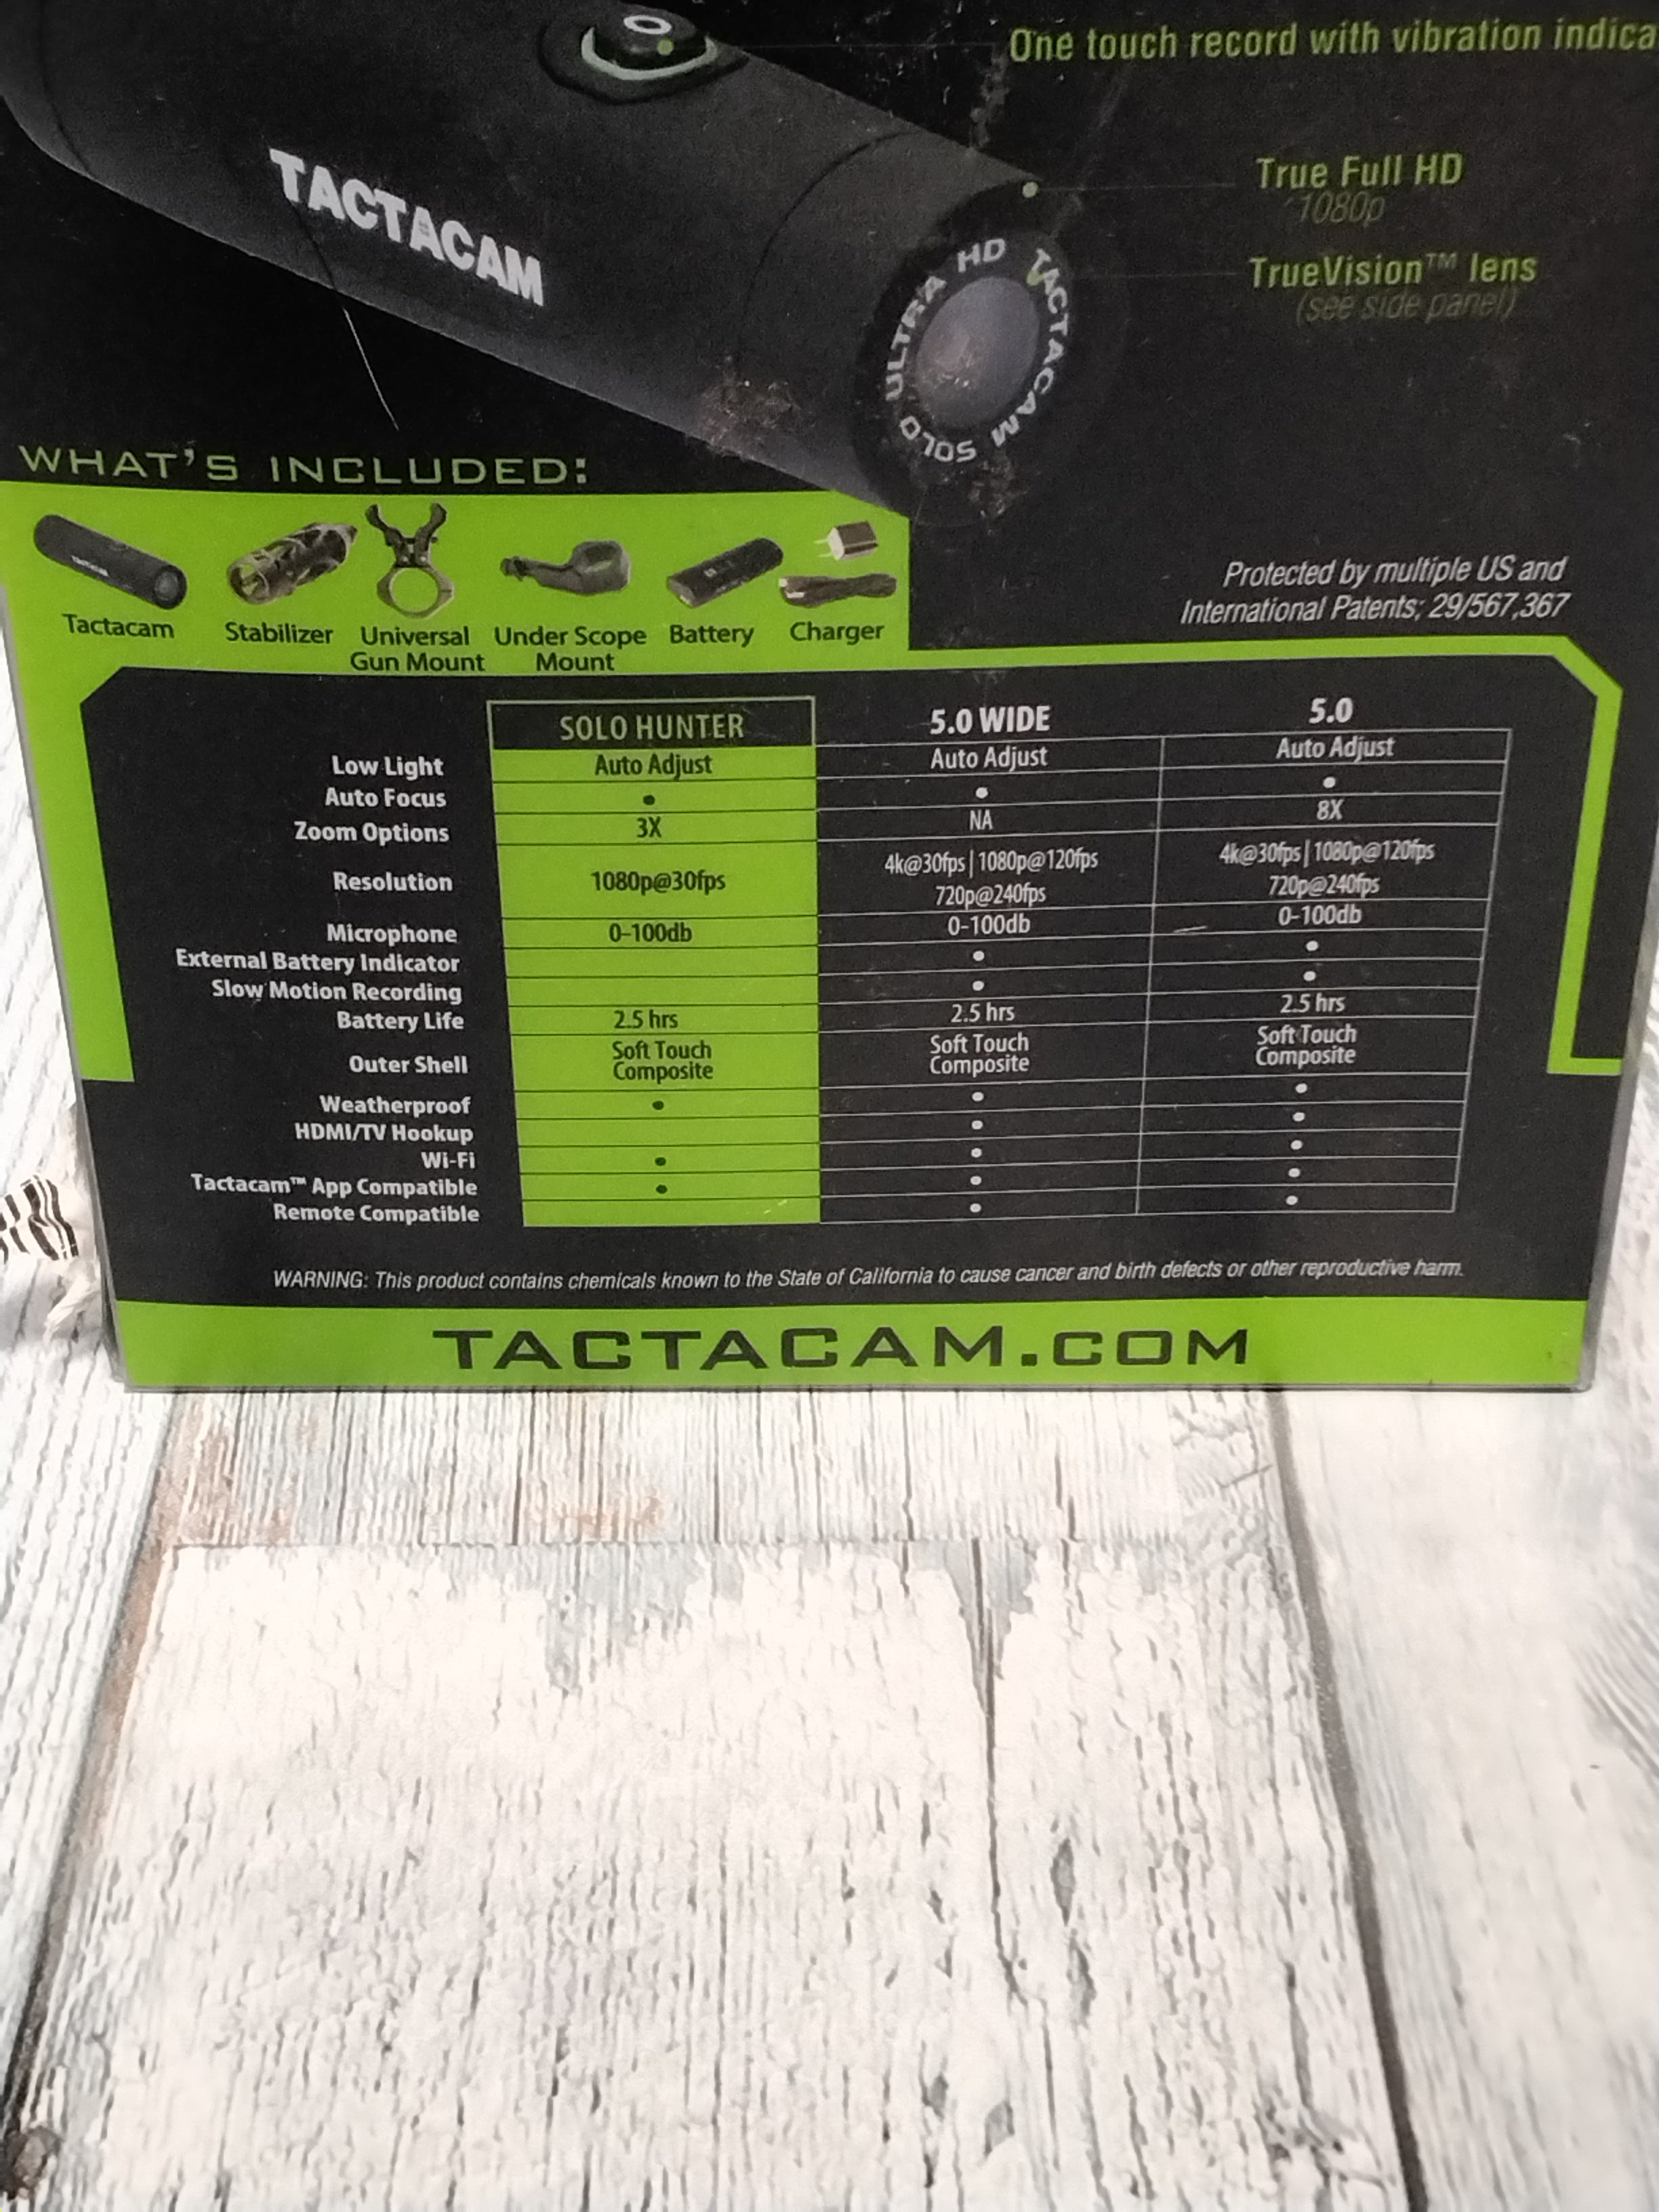 One touch record with vibration indica
TACTACAM
True Full HD
1080p
TrueVision™ lens
(see side panel)
TACTACAM SOLO ULTRA HD
WHAT'S INCLUDED:
TACTACAM
Tactacam
Stabilizer
Universal
Gun Mount
Under Scope
Mount
Battery
Charger
Protected by multiple US and
International Patents; 29/567,367
SOLO HUNTER 5.0 WIDE 5.0
Low Light Auto Adjust Auto Adjust Auto Adjust
Auto Focus • • •
Zoom Options 3X NA 8X
Resolution 1080p@30fps 4k@30fps | 1080p@120fps 4k@30fps | 1080p@120fps
720p@240fps 720p@240fps
Microphone 0-100db 0-100db 0-100db
External Battery Indicator • •
Slow Motion Recording • •
Battery Life 2.5 hrs 2.5 hrs 2.5 hrs
Outer Shell Soft Touch Soft Touch Soft Touch
Composite Composite Composite
Weatherproof • • •
HDMI/TV Hookup • •
Wi-Fi • • •
Tactacam™ App Compatible • • •
Remote Compatible • •
WARNING: This product contains chemicals known to the State of California to cause cancer and birth defects or other reproductive harm.
TACTACAM.COM